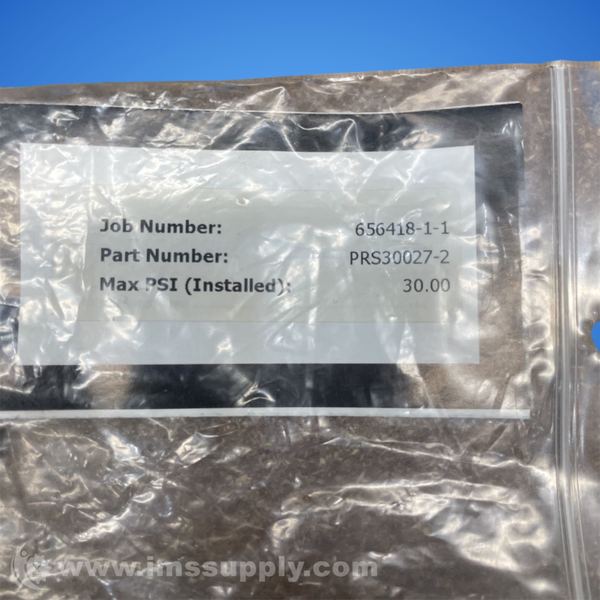 Job Number: 656418-1-1
Part Number: PRS30027-2
Max PSI (Installed): 30.00
www.imssupply.com